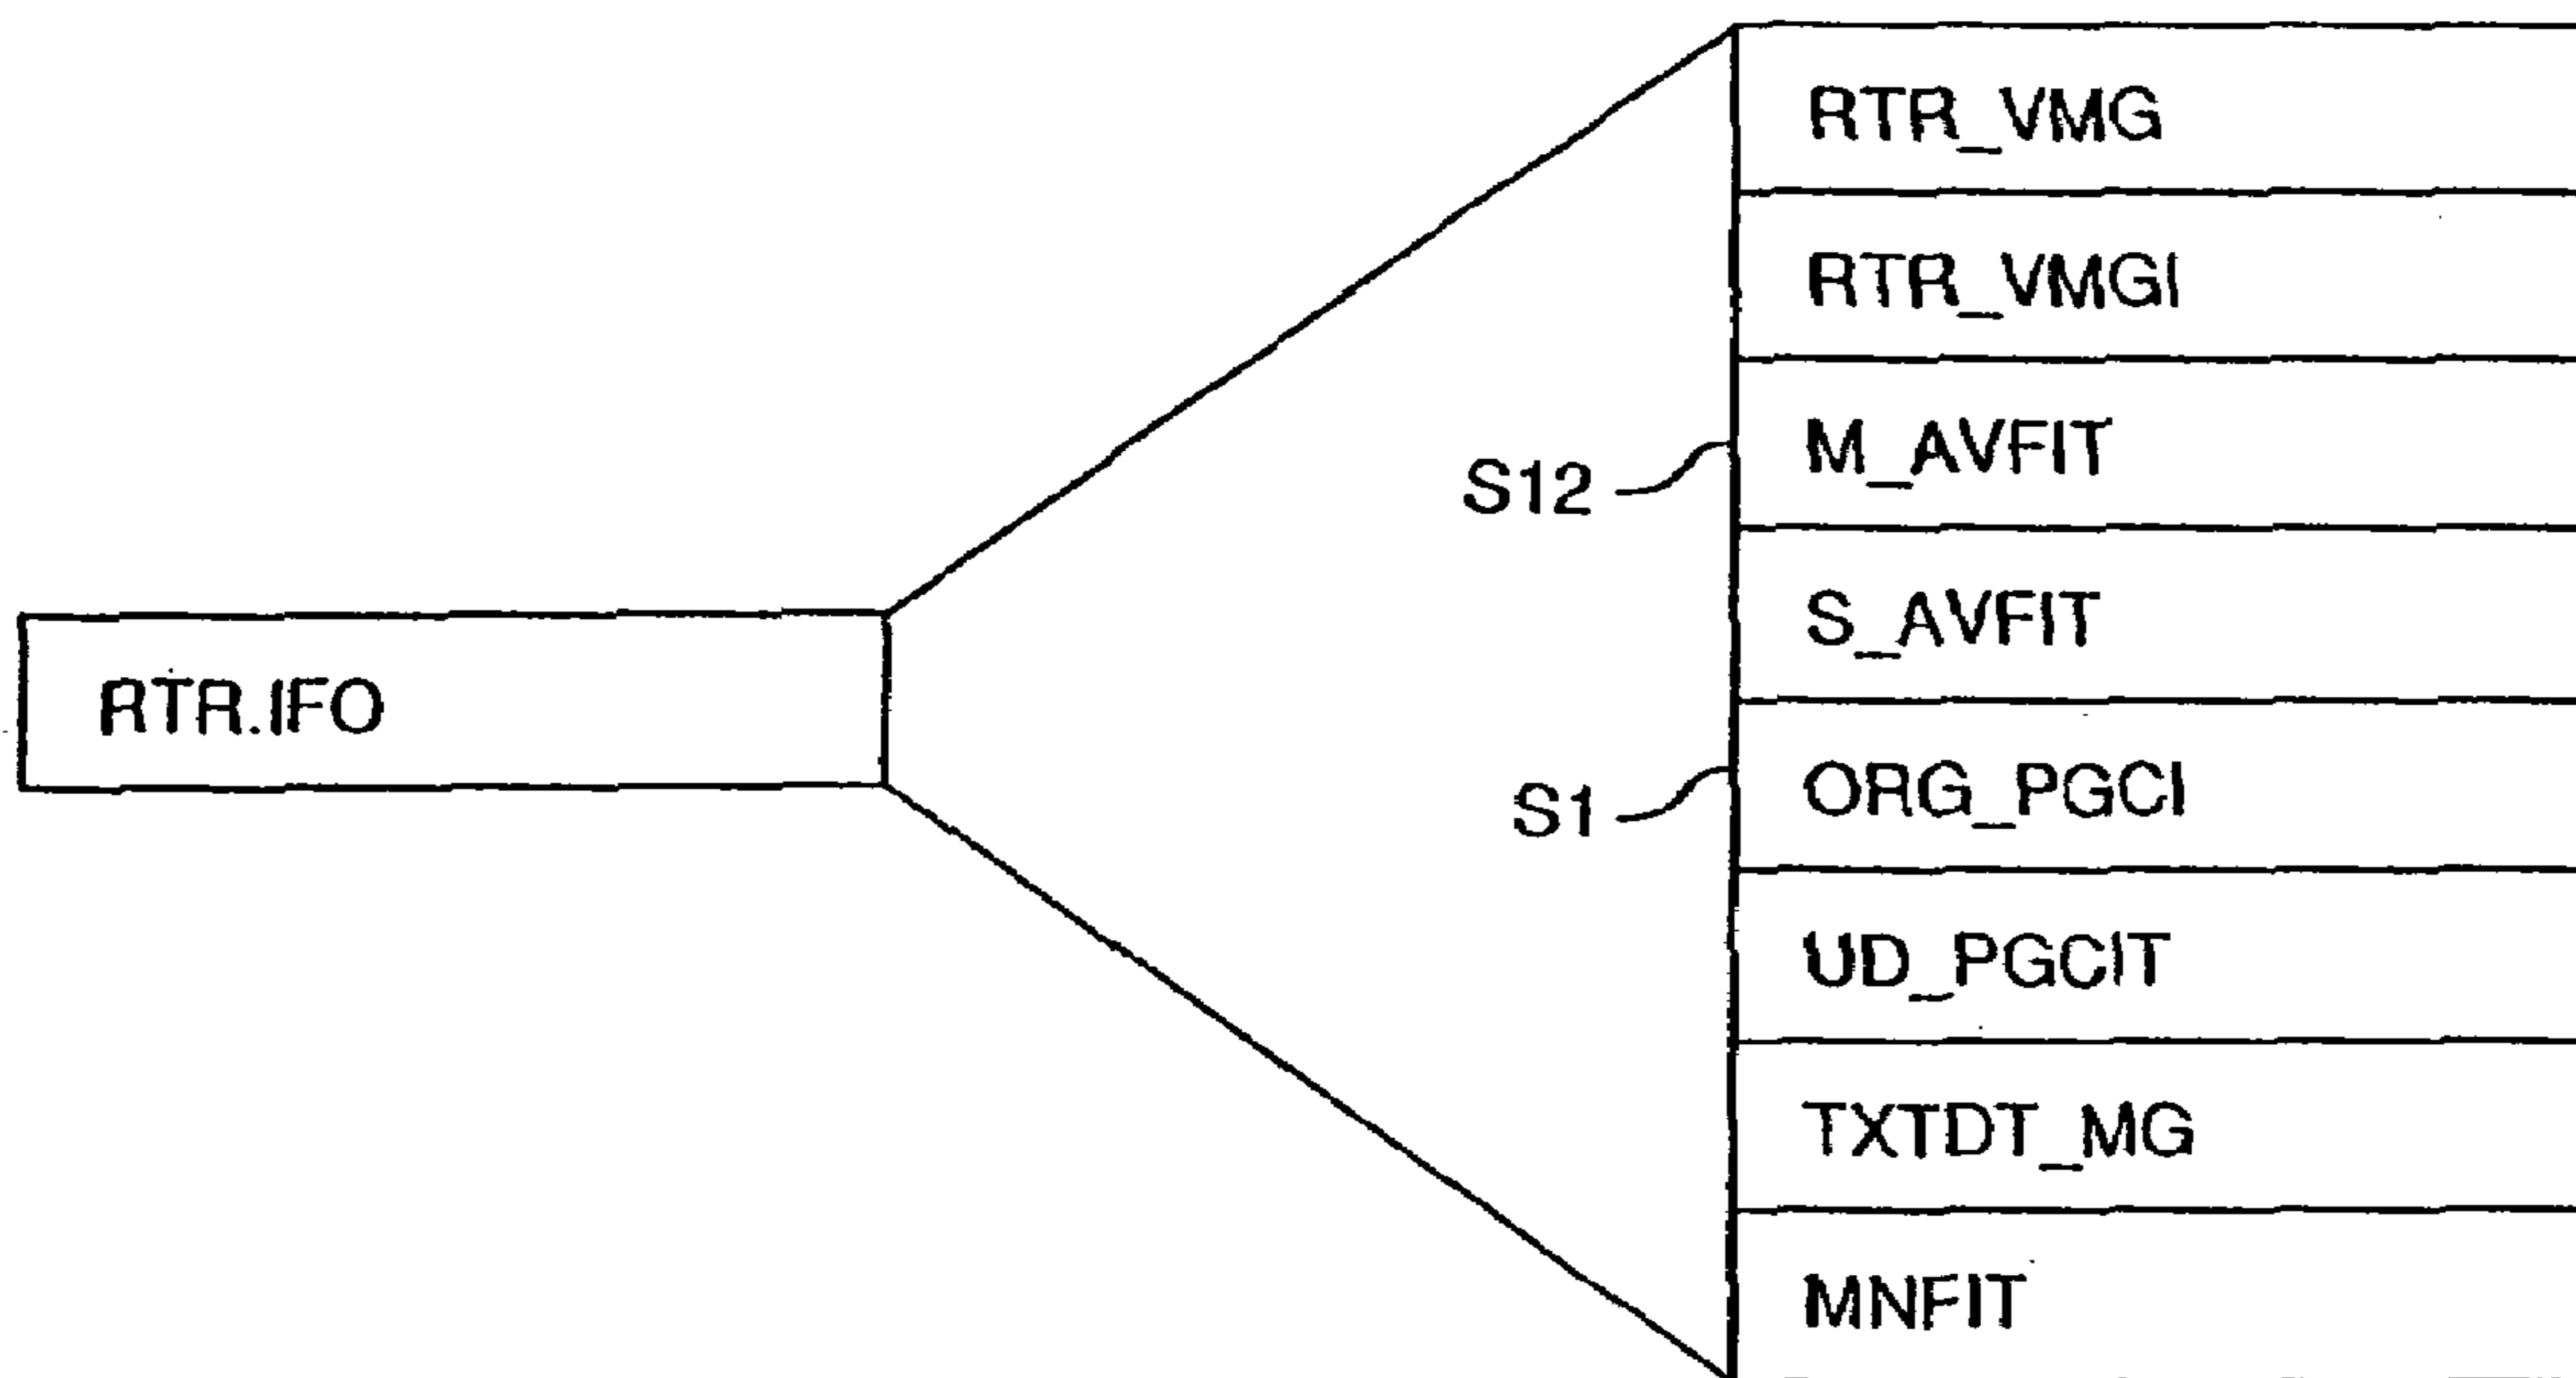 RTR_VMG
RTR_VMGI
M_AVFIT
S12
S_AVFIT
RTR.IFO
ORG_PGCI
S1
UD_PGCIT
TXTDT_MG
MNFIT